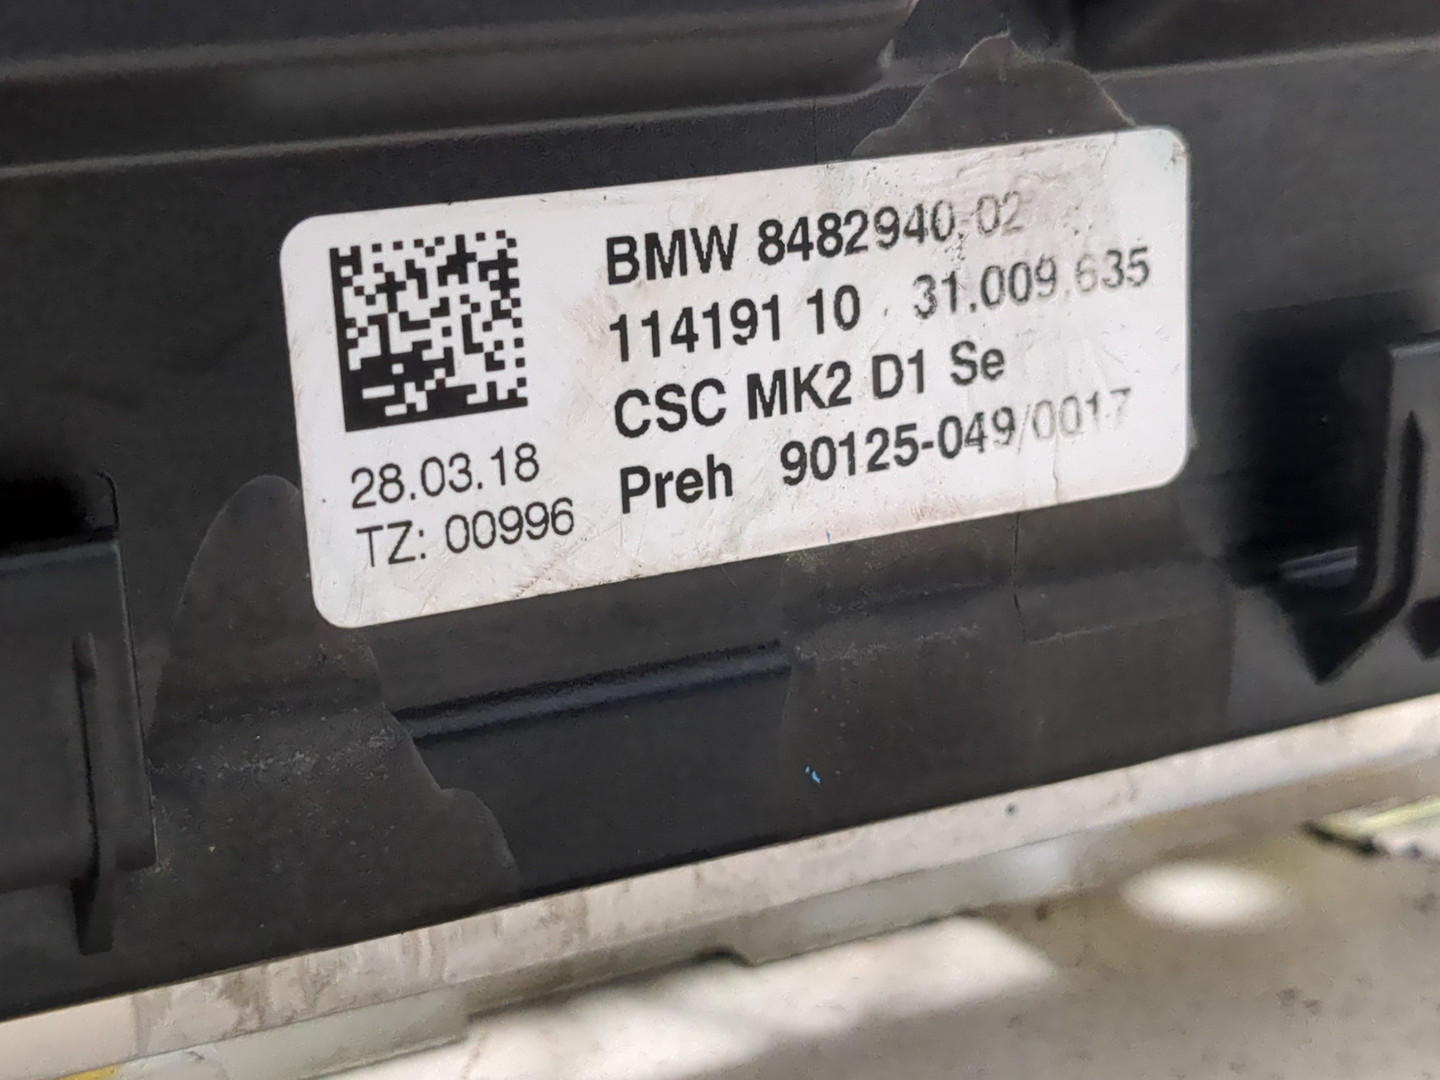 BMW 8482940.02
114191 10 31.009.635
CSC MK2 D1 Se
Preh 90125-049/0017
28.03.18
TZ: 00996